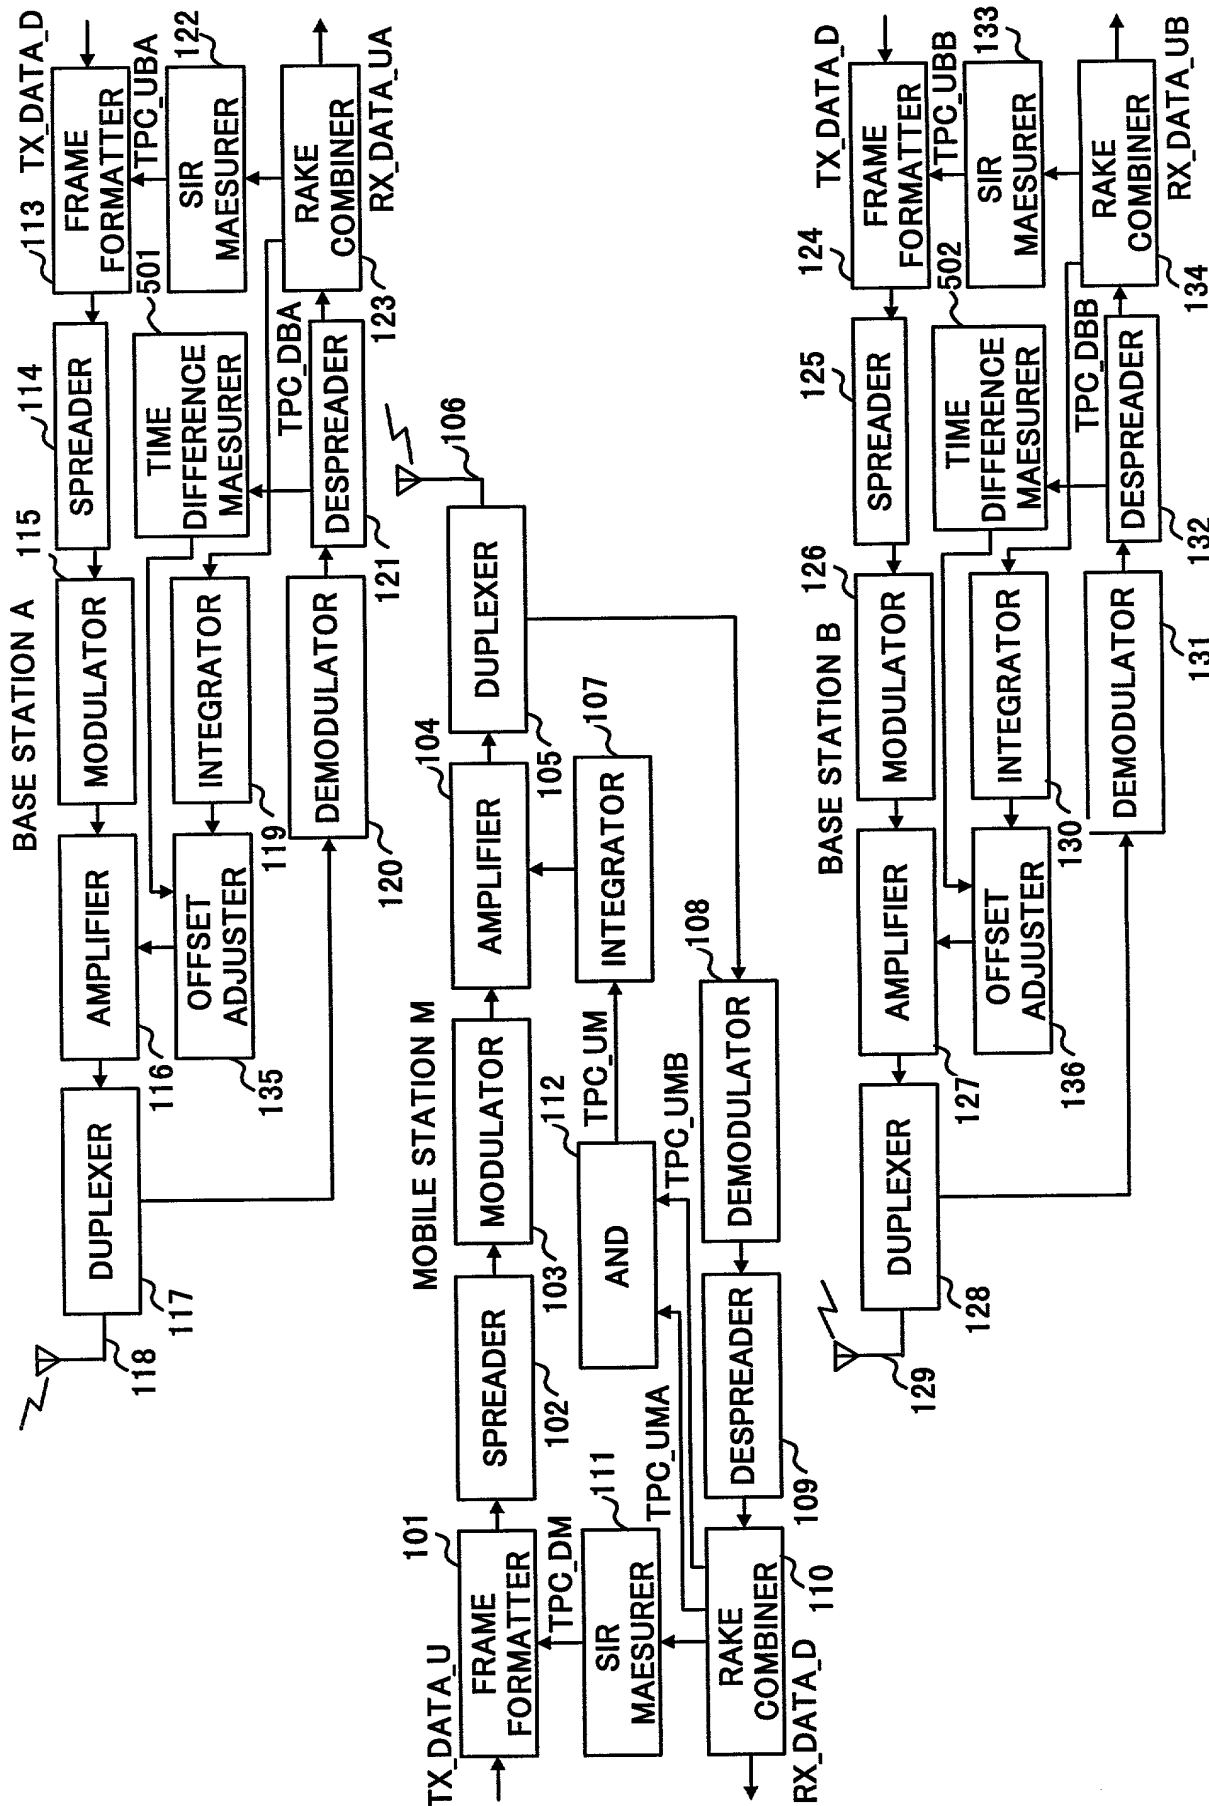 BASE STATION A
118
DUPLEXER
117
AMPLIFIER
116
MODULATOR
115
SPREADER
114
FRAME
FORMATTER
113
TX_DATA_D
TPC_UBA
OFFSET
ADJUSTER
135
INTEGRATOR
119
TIME
DIFFERENCE
MAESURER
501
SIR
MAESURER
122
TPC_DBA
DEMODULATOR
120
DESPREADER
121
RAKE
COMBINER
123
RX_DATA_UA
MOBILE STATION M
TX_DATA_U
FRAME
FORMATTER
101
SPREADER
102
MODULATOR
103
AMPLIFIER
104
DUPLEXER
105
106
TPC_DM
SIR
MAESURER
111
TPC_UMA
AND
112
TPC_UM
TPC_UMB
INTEGRATOR
107
RX_DATA_D
RAKE
COMBINER
110
DESPREADER
109
DEMODULATOR
108
BASE STATION B
129
DUPLEXER
128
AMPLIFIER
127
MODULATOR
126
SPREADER
125
FRAME
FORMATTER
124
TX_DATA_D
TPC_UBB
OFFSET
ADJUSTER
136
INTEGRATOR
130
TIME
DIFFERENCE
MAESURER
502
SIR
MAESURER
133
TPC_DBB
DEMODULATOR
131
DESPREADER
132
RAKE
COMBINER
134
RX_DATA_UB